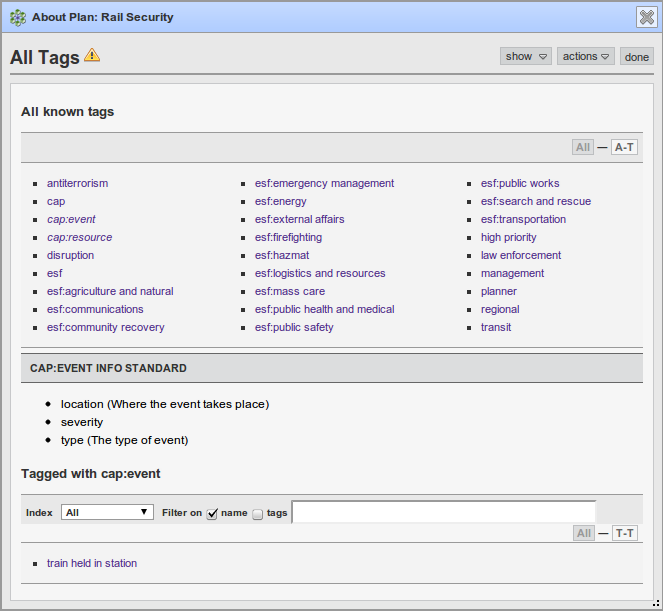 About Plan: Rail Security
All Tags
show actions done
All known tags
All — A-T
antiterrorism esf:emergency management esf:public works
cap esf:energy esf:search and rescue
cap:event esf:external affairs esf:transportation
cap:resource esf:firefighting high priority
disruption esf:hazmat law enforcement
esf esf:logistics and resources management
esf:agriculture and natural esf:mass care planner
esf:communications esf:public health and medical regional
esf:community recovery esf:public safety transit
CAP:EVENT INFO STANDARD
location (Where the event takes place)
severity
type (The type of event)
Tagged with cap:event
Index All Filter on name tags
All — T-T
train held in station